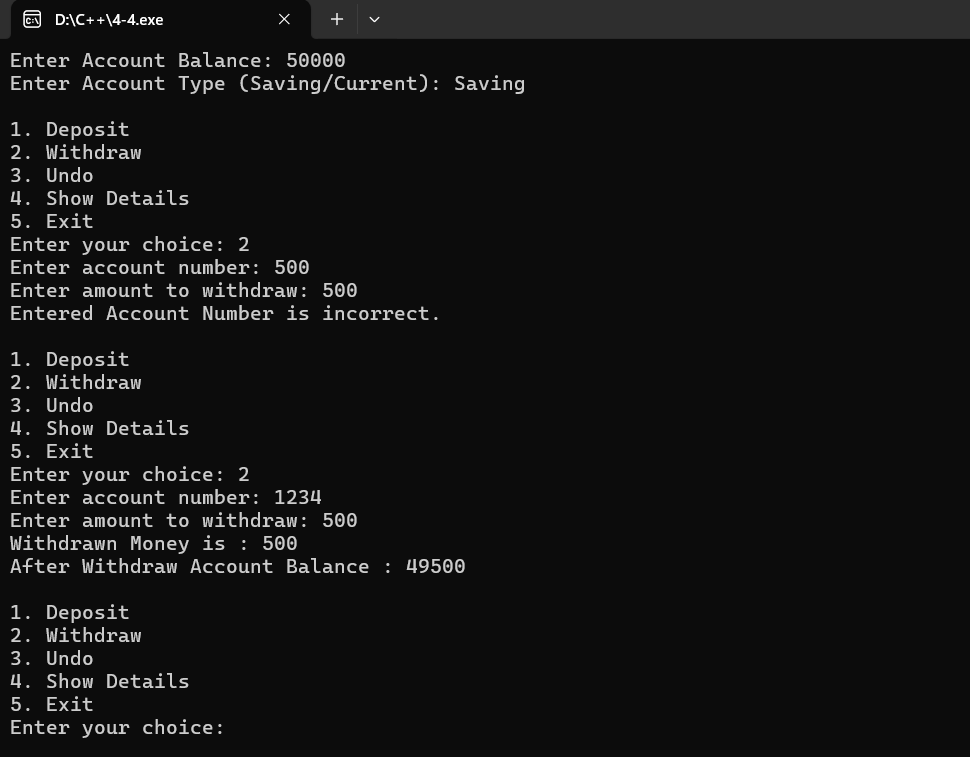 D:\C++\4-4.exe
Enter Account Balance: 50000
Enter Account Type (Saving/Current): Saving
1. Deposit
2. Withdraw
3. Undo
4. Show Details
5. Exit
Enter your choice: 2
Enter account number: 500
Enter amount to withdraw: 500
Entered Account Number is incorrect.
1. Deposit
2. Withdraw
3. Undo
4. Show Details
5. Exit
Enter your choice: 2
Enter account number: 1234
Enter amount to withdraw: 500
Withdrawn Money is : 500
After Withdraw Account Balance : 49500
1. Deposit
2. Withdraw
3. Undo
4. Show Details
5. Exit
Enter your choice: